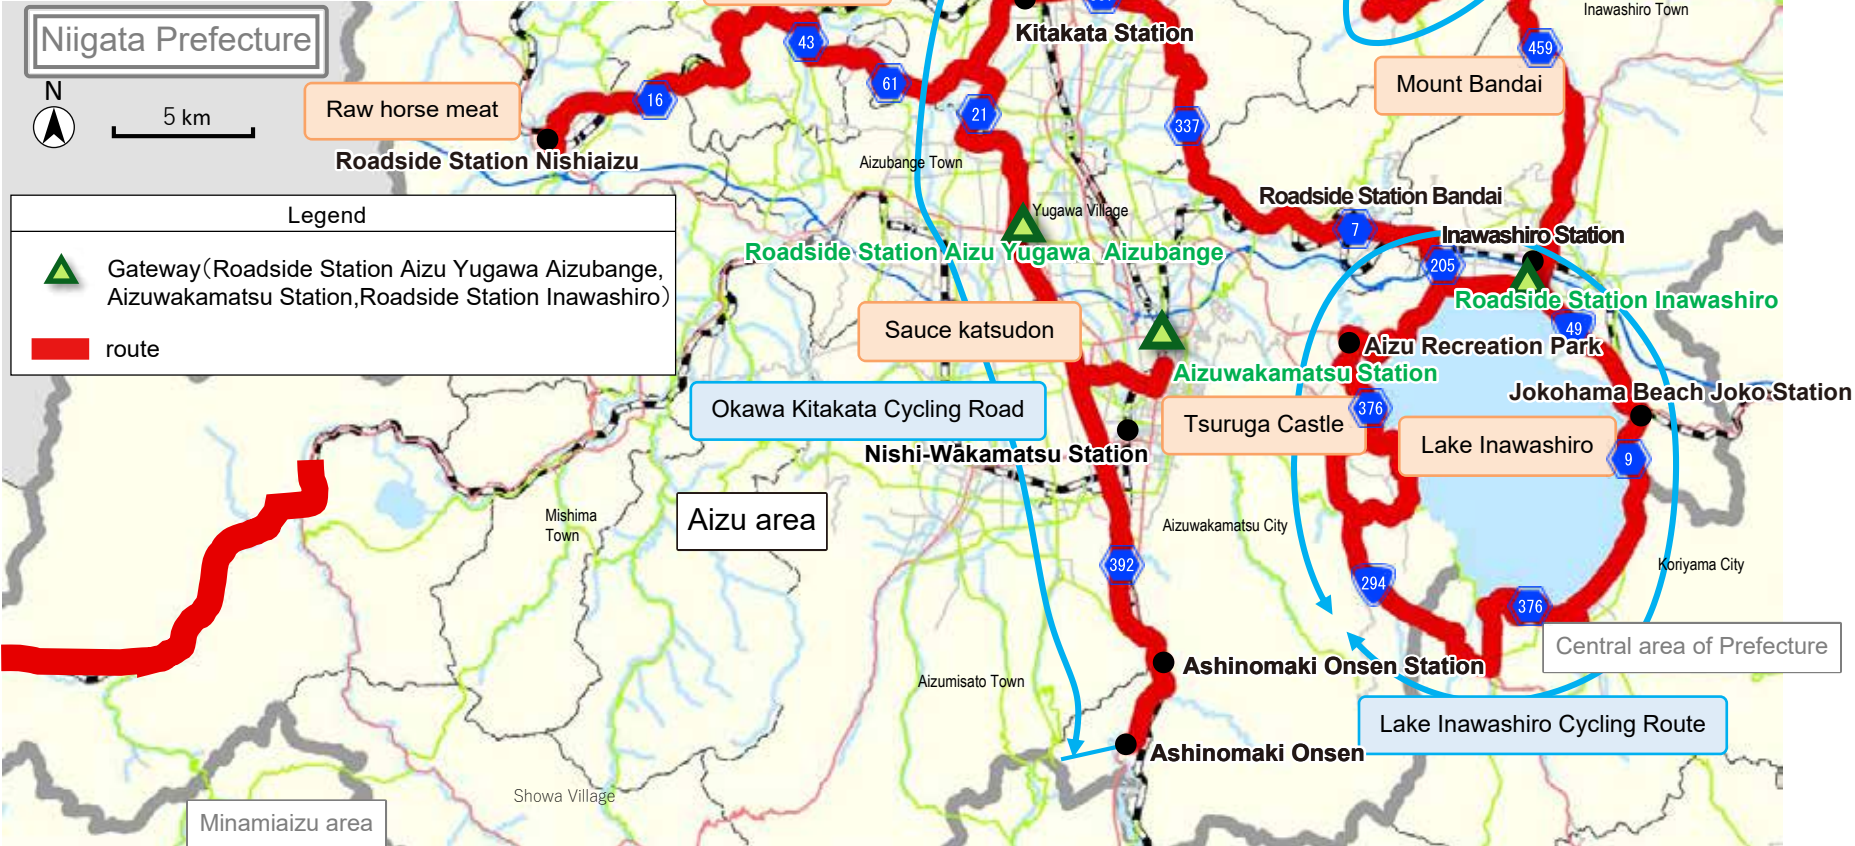 Niigata Prefecture
N
5 km
Raw horse meat
Roadside Station Nishiaizu
16
43
61
21
Kitakata Station
337
Inawashiro Town
459
Mount Bandai
Aizubange Town
Yugawa Village
Roadside Station Bandai
7
Inawashiro Station
205
Roadside Station Aizu Yugawa Aizubange
Roadside Station Inawashiro
49
Legend
Gateway(Roadside Station Aizu Yugawa Aizubange,
Aizuwakamatsu Station,Roadside Station Inawashiro)
route
Sauce katsudon
Aizu Recreation Park
Aizuwakamatsu Station
Jokohama Beach Joko Station
Okawa Kitakata Cycling Road
376
Tsuruga Castle
Lake Inawashiro
9
Nishi-Wakamatsu Station
Mishima
Town
Aizu area
Aizuwakamatsu City
392
294
Koriyama City
376
Central area of Prefecture
Ashinomaki Onsen Station
Aizumisato Town
Lake Inawashiro Cycling Route
Ashinomaki Onsen
Showa Village
Minamiaizu area